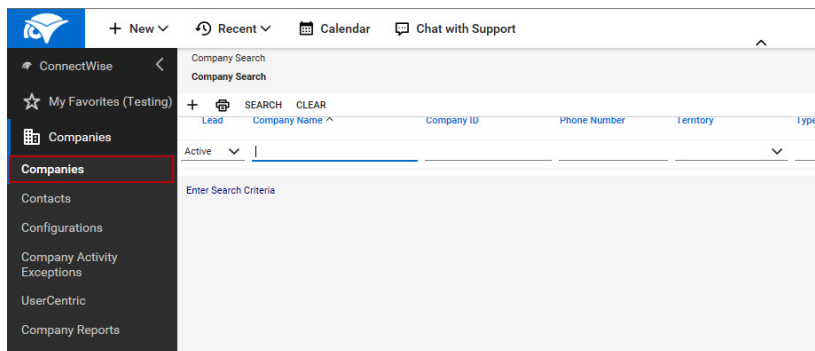 New Recent Calendar Chat with Support
ConnectWise
My Favorites (Testing)
Companies
Companies
Contacts
Configurations
Company Activity
Exceptions
UserCentric
Company Reports
Company Search
Company Search
SEARCH CLEAR
Lead Company Name Company ID Phone Number Territory Type
Active
Enter Search Criteria